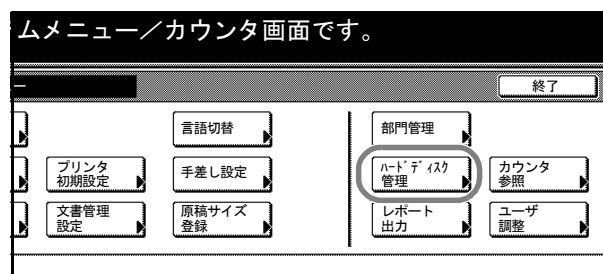 ムメニュー／カウンタ画面です。
ー
終了
言語切替
部門管理
プリンタ
初期設定
手差し設定
ﾊｰﾄﾞﾃﾞｨｽｸ
管理
カウンタ
参照
文書管理
設定
原稿サイズ
登録
レポート
出力
ユーザ
調整